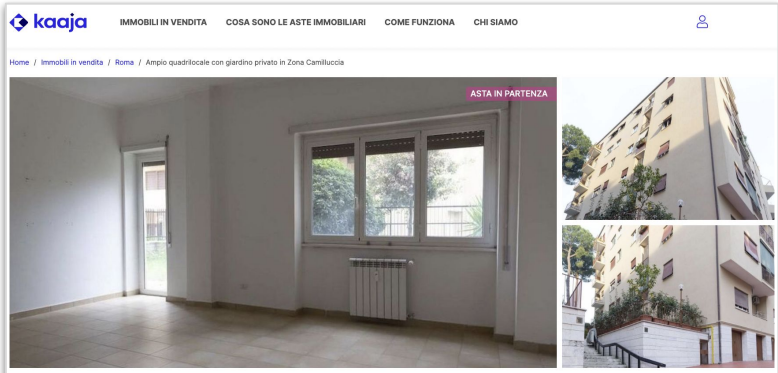 kaaja
IMMOBILI IN VENDITA COSA SONO LE ASTE IMMOBILIARI COME FUNZIONA CHI SIAMO
Home / Immobili in vendita / Roma / Ampio quadrilocale con giardino privato in Zona Camilluccia
ASTA IN PARTENZA